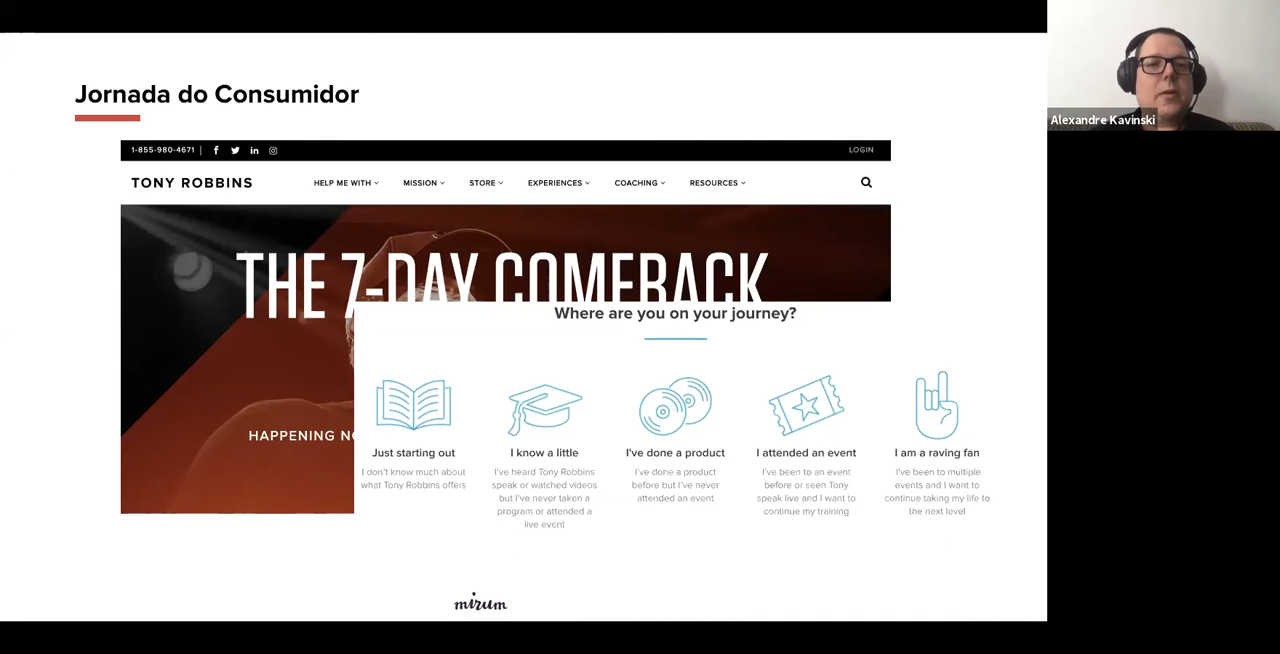 Jornada do Consumidor
Alexandre Kavinski
1-855-980-4671 |
LOGIN
TONY ROBBINS
HELP ME WITH
MISSION
STORE
EXPERIENCES
COACHING
RESOURCES
THE 7-DAY COMEBACK
HAPPENING NO
Where are you on your journey?
Just starting out
I don't know much about
what Tony Robbins offers
I know a little
I've heard Tony Robbins
speak or watched videos
but I've never taken a
program or attended a
live event
I've done a product
I've done a product
before but I've never
attended an event
I attended an event
I've been to an event
before or seen Tony
speak live and I want to
continue my training
I am a raving fan
I've been to multiple
events and I want to
continue taking my life to
the next level
mirum